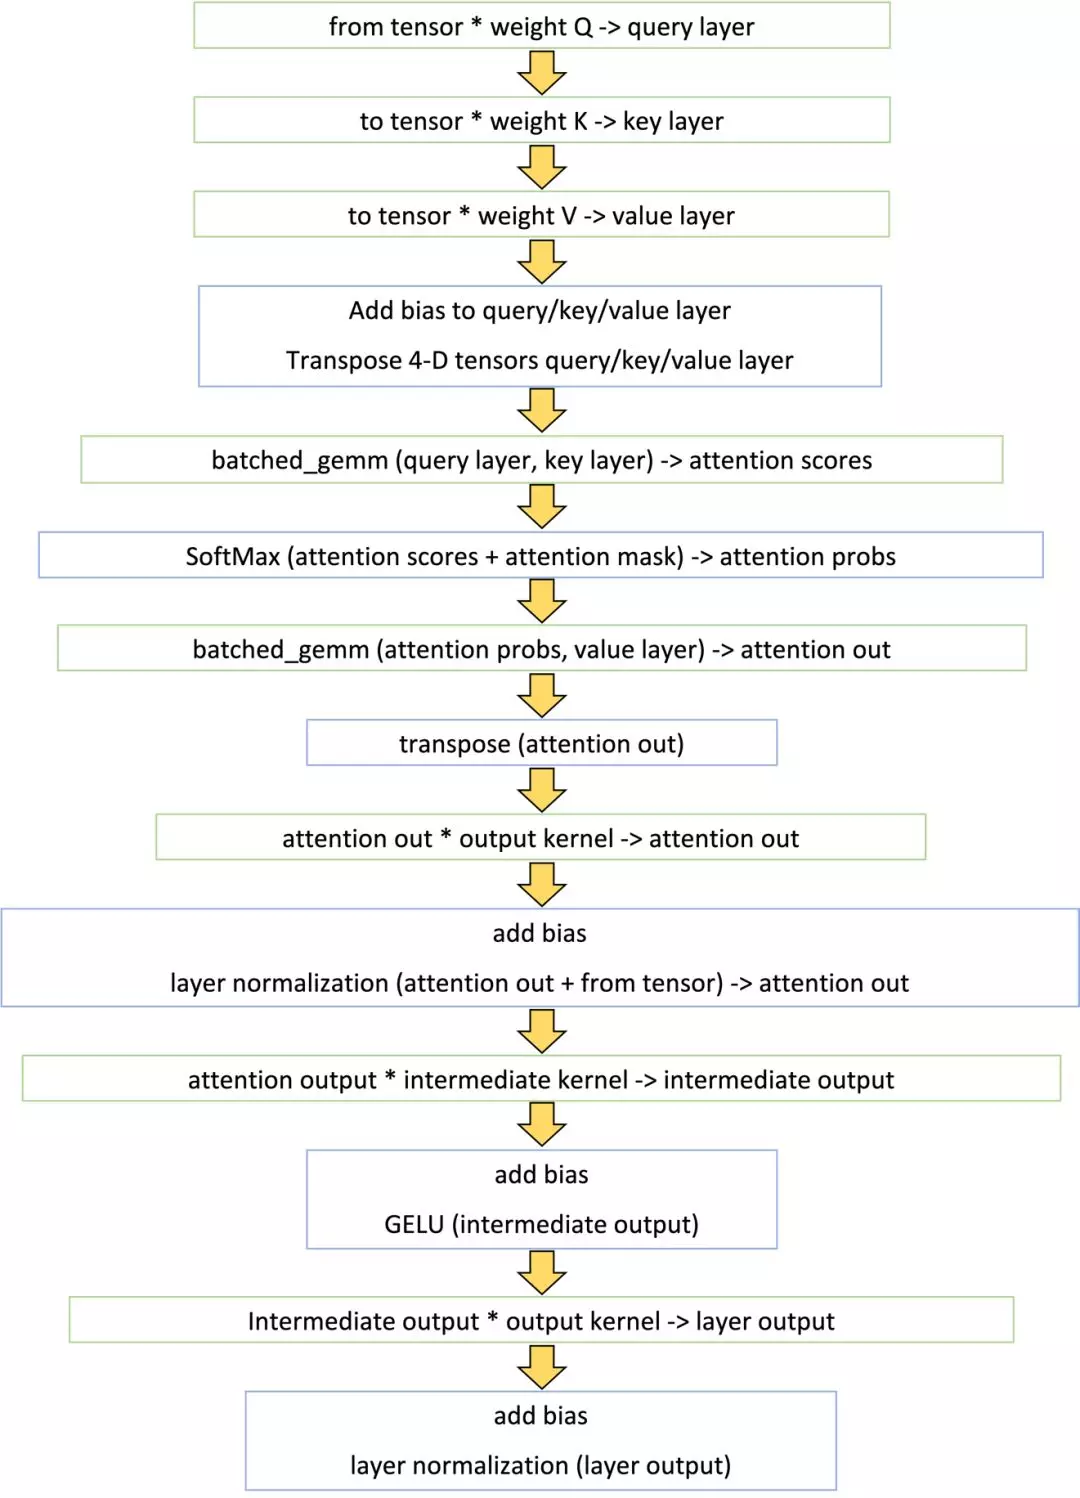 from tensor * weight Q -> query layer
to tensor * weight K -> key layer
to tensor * weight V -> value layer
Add bias to query/key/value layer
Transpose 4-D tensors query/key/value layer
batched_gemm (query layer, key layer) -> attention scores
SoftMax (attention scores + attention mask) -> attention probs
batched_gemm (attention probs, value layer) -> attention out
transpose (attention out)
attention out * output kernel -> attention out
add bias
layer normalization (attention out + from tensor) -> attention out
attention output * intermediate kernel -> intermediate output
add bias
GELU (intermediate output)
Intermediate output * output kernel -> layer output
add bias
layer normalization (layer output)